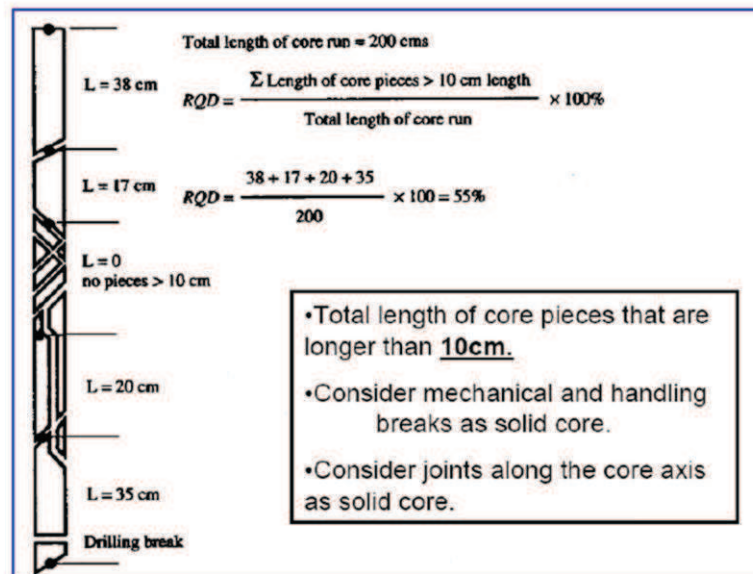 Total length of core run = 200 cms
L = 38 cm
RQD = Σ Length of core pieces > 10 cm length / Total length of core run × 100%
L = 17 cm
RQD = 38 + 17 + 20 + 35 / 200 × 100 = 55%
L = 0
no pieces > 10 cm
L = 20 cm
L = 35 cm
Drilling break
•Total length of core pieces that are
longer than 10cm.
•Consider mechanical and handling
breaks as solid core.
•Consider joints along the core axis
as solid core.